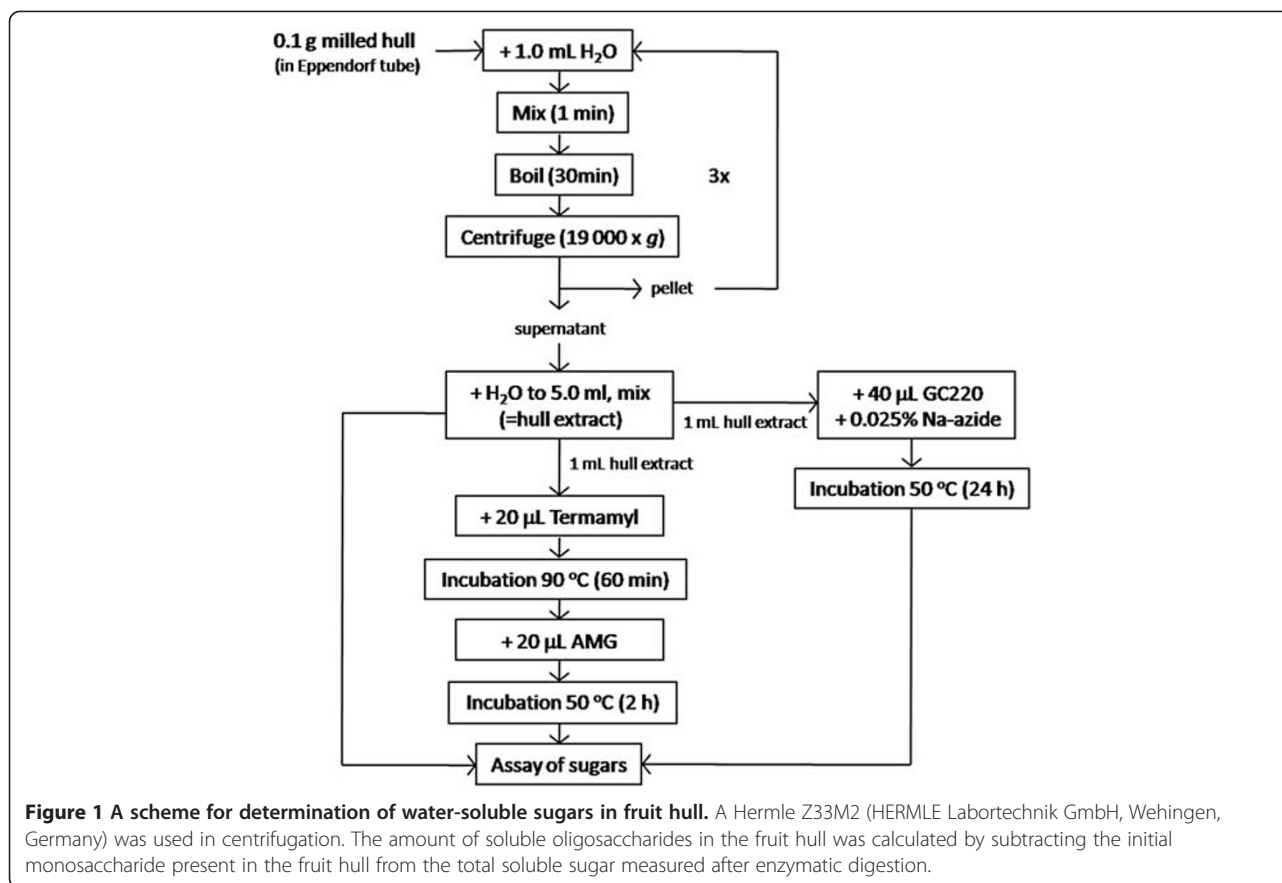 0.1 g milled hull
(in Eppendorf tube)
+ 1.0 mL H₂O
Mix (1 min)
Boil (30min)
3x
Centrifuge (19 000 x g)
pellet
supernatant
+ H₂O to 5.0 ml, mix
(=hull extract)
1 mL hull extract
+ 40 µL GC220
+ 0.025% Na-azide
1 mL hull extract
Incubation 50 °C (24 h)
+ 20 µL Termamyl
Incubation 90 °C (60 min)
+ 20 µL AMG
Incubation 50 °C (2 h)
Assay of sugars
Figure 1 A scheme for determination of water-soluble sugars in fruit hull. A Hermle Z33M2 (HERMLE Labortechnik GmbH, Wehingen,
Germany) was used in centrifugation. The amount of soluble oligosaccharides in the fruit hull was calculated by subtracting the initial
monosaccharide present in the fruit hull from the total soluble sugar measured after enzymatic digestion.